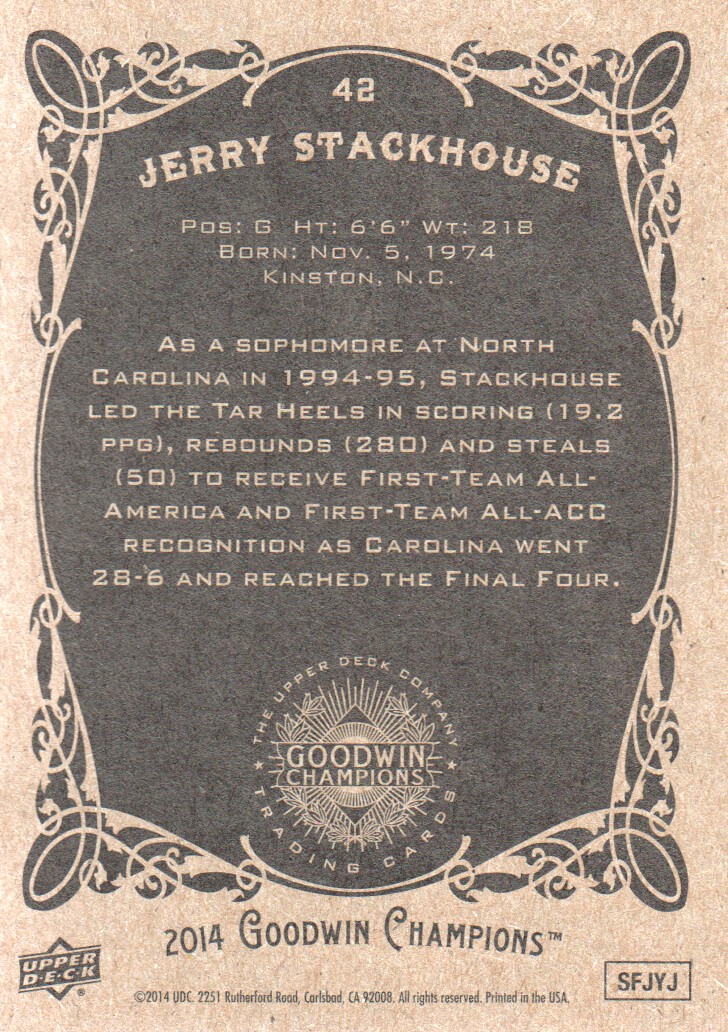 42
JERRY STACKHOUSE
POS: G HT: 6'6" WT: 218
BORN: NOV. 5, 1974
KINSTON, N.C.
AS A SOPHOMORE AT NORTH
CAROLINA IN 1994-95, STACKHOUSE
LED THE TAR HEELS IN SCORING (19.2
PPG), REBOUNDS (280) AND STEALS
(50) TO RECEIVE FIRST-TEAM ALL-
AMERICA AND FIRST-TEAM ALL-ACC
RECOGNITION AS CAROLINA WENT
28-6 AND REACHED THE FINAL FOUR.
THE UPPER DECK COMPANY
GOODWIN
CHAMPIONS
TRADING CARDS
2014 GOODWIN CHAMPIONS™
UPPER
D·E·C·K®
©2014 UDC. 2251 Rutherford Road, Carlsbad, CA 92008. All rights reserved. Printed in the USA.
SFJYJ